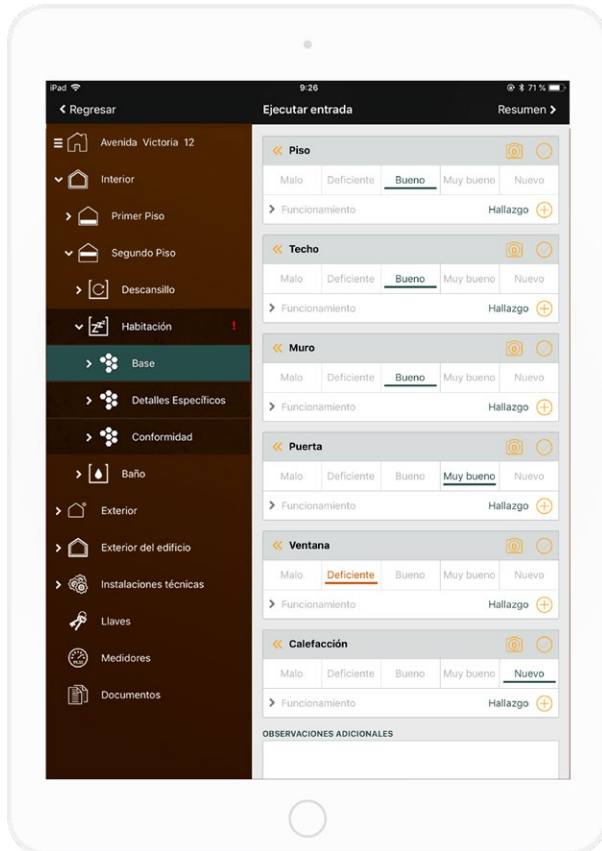 iPad 9:26 71 %
Regresar Ejecutar entrada Resumen
Avenida Victoria 12
Interior
Primer Piso
Segundo Piso
Descansillo
Habitación !
Base
Detalles Específicos
Conformidad
Baño
Exterior
Exterior del edificio
Instalaciones técnicas
Llaves
Medidores
Documentos
Piso
Malo Deficiente Bueno Muy bueno Nuevo
Funcionamiento Hallazgo
Techo
Malo Deficiente Bueno Muy bueno Nuevo
Funcionamiento Hallazgo
Muro
Malo Deficiente Bueno Muy bueno Nuevo
Funcionamiento Hallazgo
Puerta
Malo Deficiente Bueno Muy bueno Nuevo
Funcionamiento Hallazgo
Ventana
Malo Deficiente Bueno Muy bueno Nuevo
Funcionamiento Hallazgo
Calefacción
Malo Deficiente Bueno Muy bueno Nuevo
Funcionamiento Hallazgo
OBSERVACIONES ADICIONALES